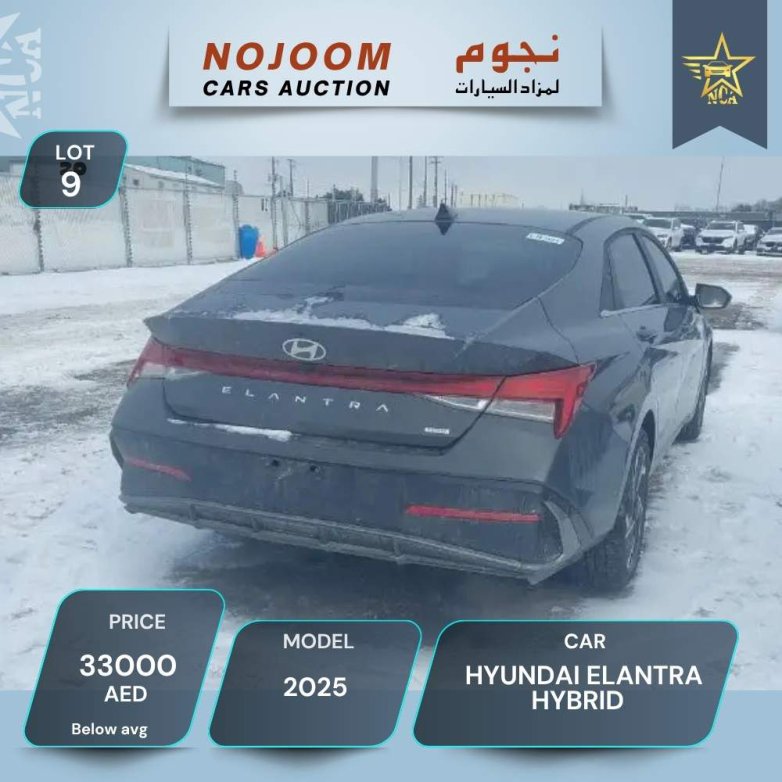 NOJOOM
CARS AUCTION
نجوم
لمزاد السيارات
NCA
NCA
LOT
9
ELANTRA
PRICE
33000
AED
Below avg
MODEL
2025
CAR
HYUNDAI ELANTRA
HYBRID